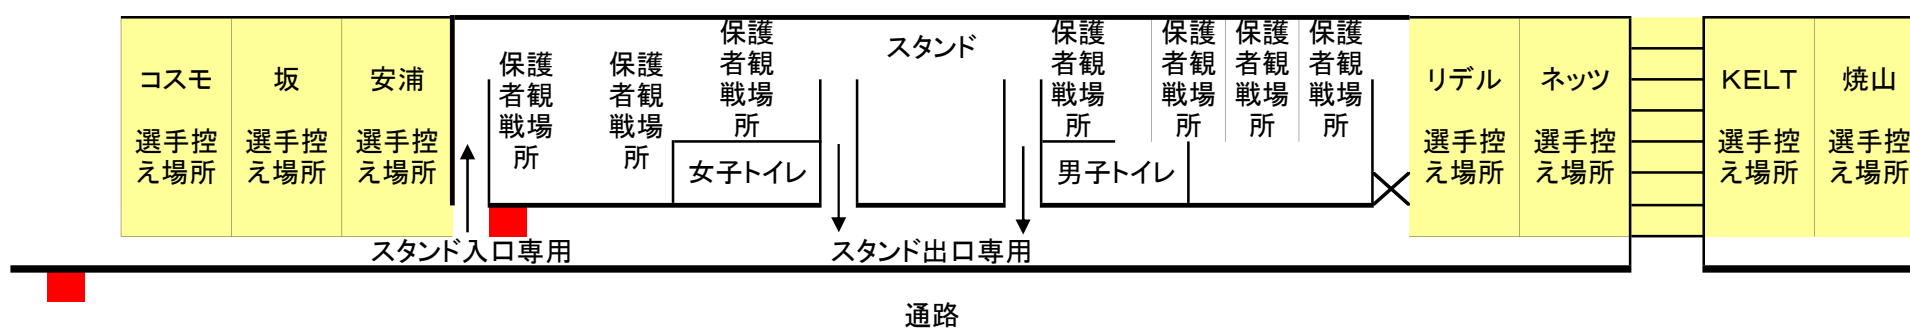 コスモ
選手控
え場所
坂
選手控
え場所
安浦
選手控
え場所
保護
者観
戦場
所
保護
者観
戦場
所
保護
者観
戦場
所
女子トイレ
スタンド
保護
者観
戦場
所
男子トイレ
保護
者観
戦場
所
保護
者観
戦場
所
保護
者観
戦場
所
リデル
選手控
え場所
ネッツ
選手控
え場所
KELT
選手控
え場所
焼山
選手控
え場所
スタンド入口専用
スタンド出口専用
通路